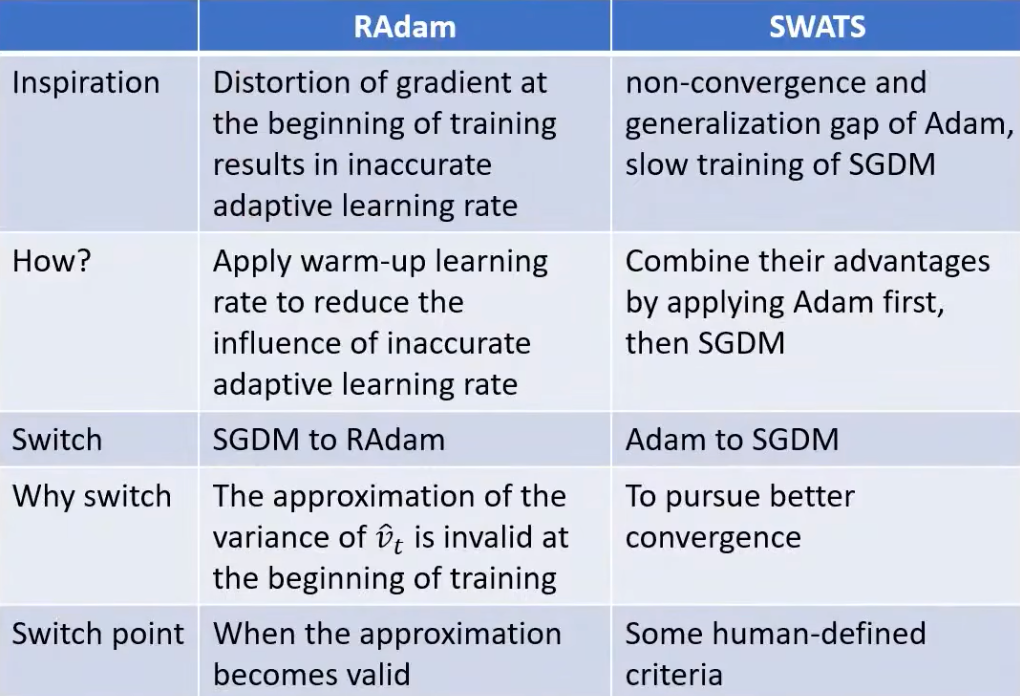 RAdam
SWATS
Inspiration
Distortion of gradient at
the beginning of training
results in inaccurate
adaptive learning rate
non-convergence and
generalization gap of Adam,
slow training of SGDM
How?
Apply warm-up learning
rate to reduce the
influence of inaccurate
adaptive learning rate
Combine their advantages
by applying Adam first,
then SGDM
Switch
SGDM to RAdam
Adam to SGDM
Why switch
The approximation of the
variance of v̂ₜ is invalid at
the beginning of training
To pursue better
convergence
Switch point
When the approximation
becomes valid
Some human-defined
criteria